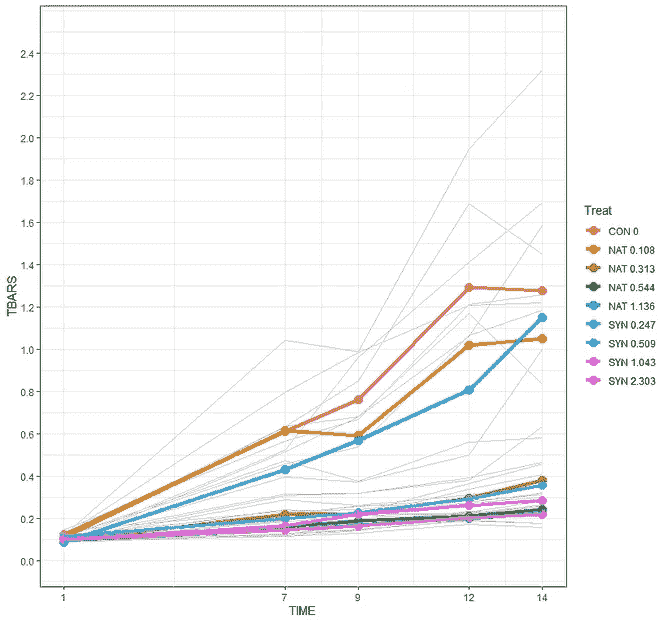 2.4
2.2
2.0
1.8
1.6
1.4
1.2
1.0
0.8
0.6
0.4
0.2
0.0
TBARS
1 7 9 12 14
TIME
Treat
CON 0
NAT 0.108
NAT 0.313
NAT 0.544
NAT 1.136
SYN 0.247
SYN 0.509
SYN 1.043
SYN 2.303